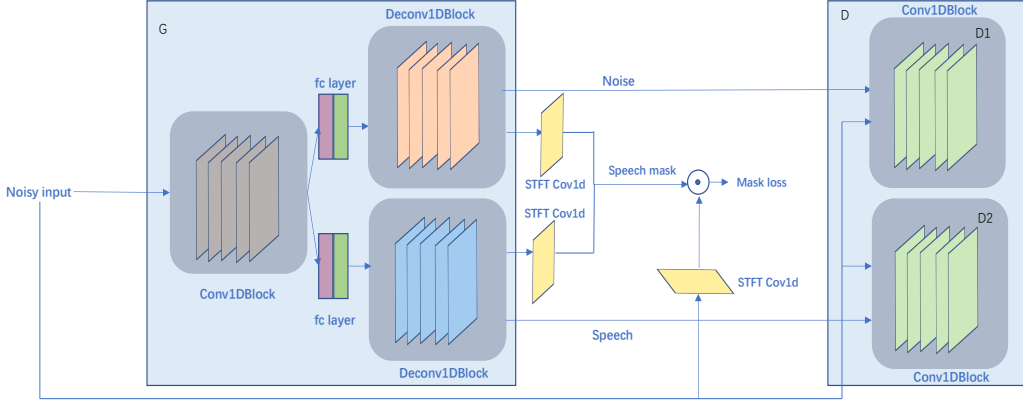 G
Deconv1DBlock
D
Conv1DBlock
D1
fc layer
Noise
STFT Cov1d
Speech mask
Mask loss
Noisy input
STFT Cov1d
D2
Conv1DBlock
STFT Cov1d
fc layer
Speech
Deconv1DBlock
Conv1DBlock